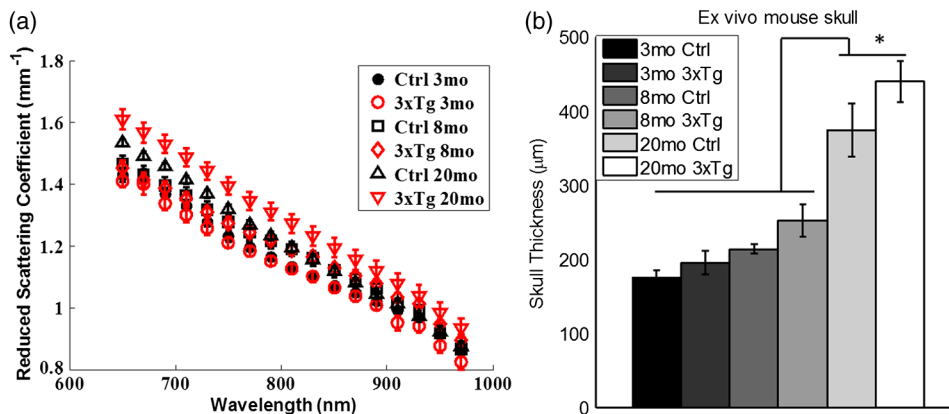 (a)
Reduced Scattering Coefficient (mm⁻¹)
1.8
1.6
1.4
1.2
1
0.8
600
700
800
900
1000
Wavelength (nm)
Ctrl 3mo
3xTg 3mo
Ctrl 8mo
3xTg 8mo
Ctrl 20mo
3xTg 20mo
(b)
Ex vivo mouse skull
Skull Thickness (μm)
500
400
300
200
100
0
3mo Ctrl
3mo 3xTg
8mo Ctrl
8mo 3xTg
20mo Ctrl
20mo 3xTg
*